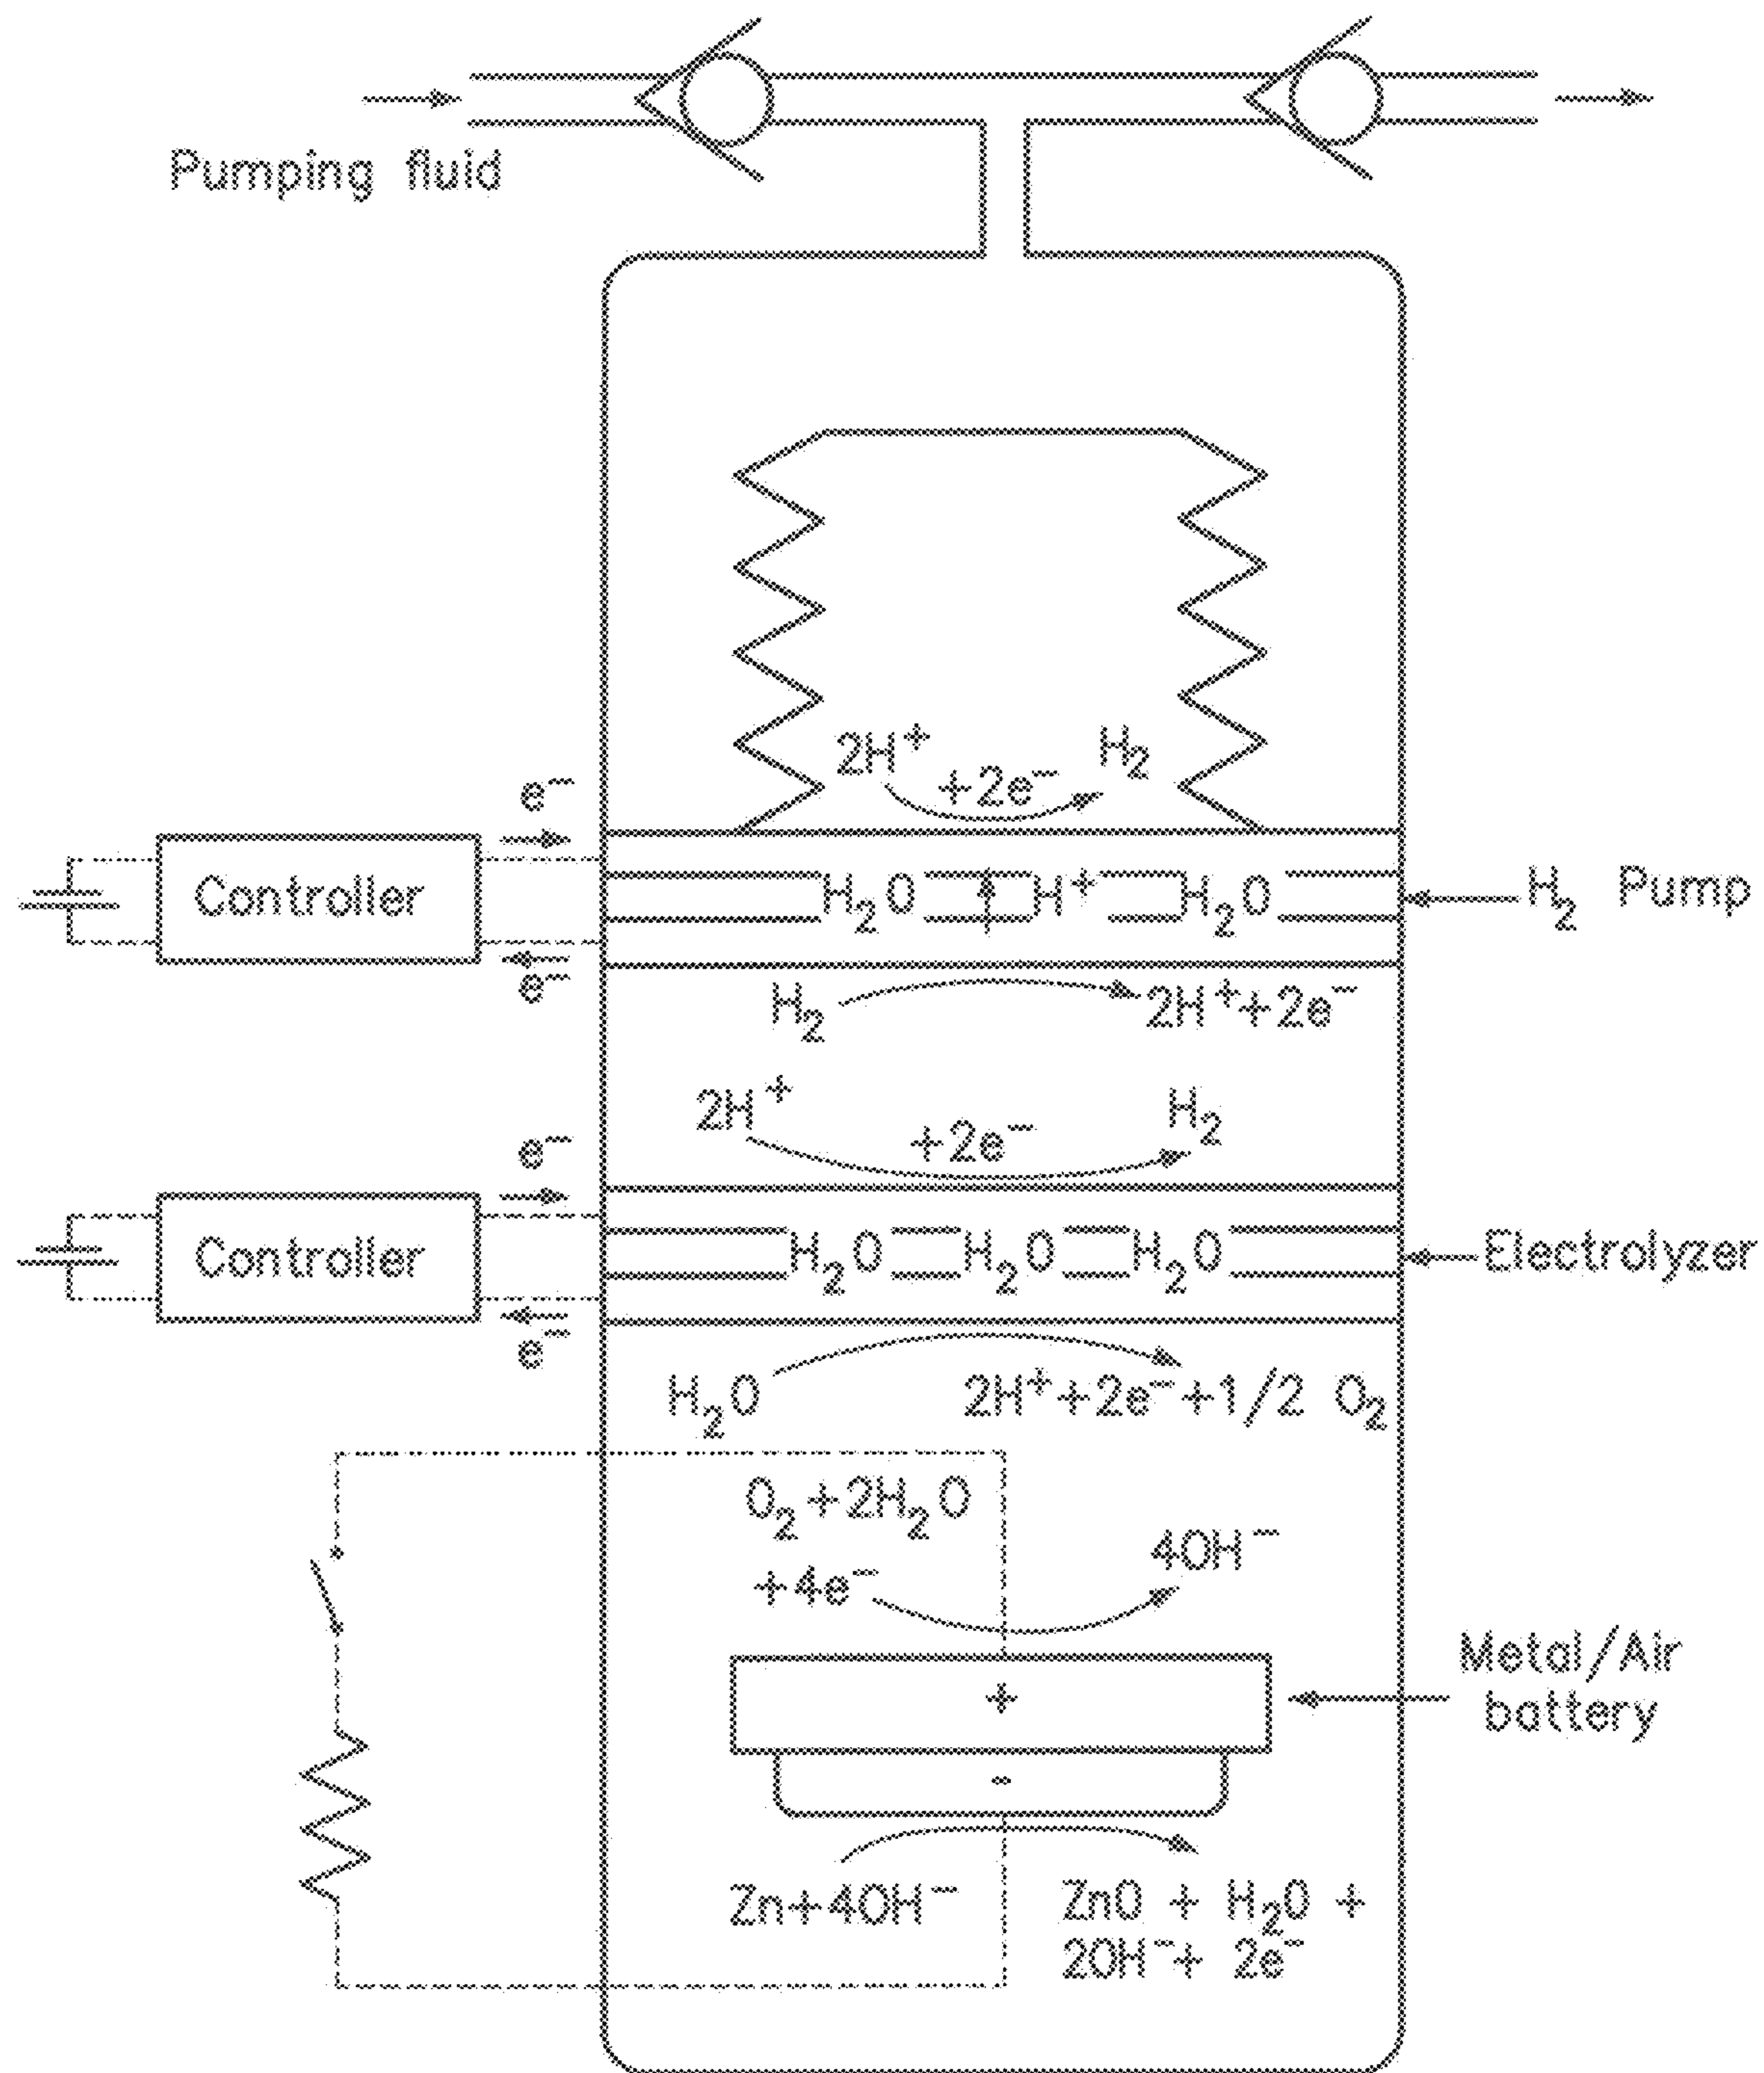 Pumping fluid
2H⁺ +2e⁻ H₂
e⁻
Controller
H₂O H⁺ H₂O
H₂ Pump
e⁻
H₂ 2H⁺+2e⁻
2H⁺ +2e⁻ H₂
e⁻
Controller
H₂O H₂O H₂O
Electrolyzer
e⁻
H₂O 2H⁺+2e⁻+1/2 O₂
O₂+2H₂O
+4e⁻ 4OH⁻
+
Metal/Air
battery
-
Zn+4OH⁻ ZnO + H₂O +
2OH⁻+ 2e⁻